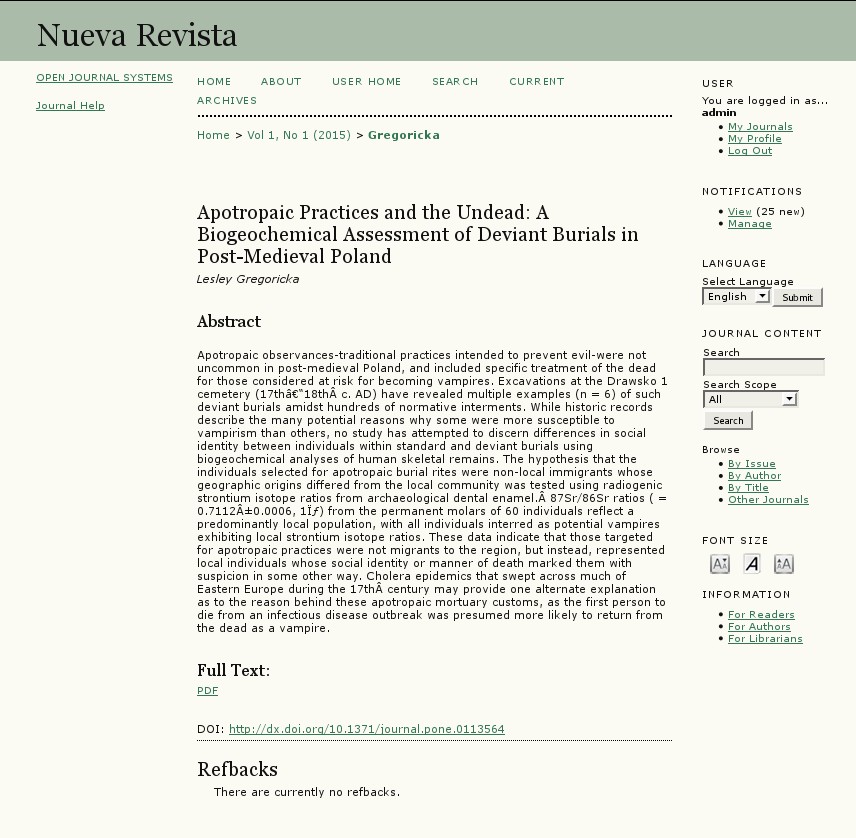 Nueva Revista
OPEN JOURNAL SYSTEMS
Journal Help
HOME ABOUT USER HOME SEARCH CURRENT
ARCHIVES
Home > Vol 1, No 1 (2015) > Gregoricka
Apotropaic Practices and the Undead: A
Biogeochemical Assessment of Deviant Burials in
Post-Medieval Poland
Lesley Gregoricka
Abstract
Apotropaic observances-traditional practices intended to prevent evil-were not
uncommon in post-medieval Poland, and included specific treatment of the dead
for those considered at risk for becoming vampires. Excavations at the Drawsko 1
cemetery (17thâ€“18thÂ c. AD) have revealed multiple examples (n = 6) of such
deviant burials amidst hundreds of normative interments. While historic records
describe the many potential reasons why some were more susceptible to
vampirism than others, no study has attempted to discern differences in social
identity between individuals within standard and deviant burials using
biogeochemical analyses of human skeletal remains. The hypothesis that the
individuals selected for apotropaic burial rites were non-local immigrants whose
geographic origins differed from the local community was tested using radiogenic
strontium isotope ratios from archaeological dental enamel.Â 87Sr/86Sr ratios ( =
0.7112Â±0.0006, 1Ïƒ) from the permanent molars of 60 individuals reflect a
predominantly local population, with all individuals interred as potential vampires
exhibiting local strontium isotope ratios. These data indicate that those targeted
for apotropaic practices were not migrants to the region, but instead, represented
local individuals whose social identity or manner of death marked them with
suspicion in some other way. Cholera epidemics that swept across much of
Eastern Europe during the 17thÂ century may provide one alternate explanation
as to the reason behind these apotropaic mortuary customs, as the first person to
die from an infectious disease outbreak was presumed more likely to return from
the dead as a vampire.
Full Text:
PDF
DOI: http://dx.doi.org/10.1371/journal.pone.0113564
Refbacks
There are currently no refbacks.
USER
You are logged in as...
admin
My Journals
My Profile
Log Out
NOTIFICATIONS
View (25 new)
Manage
LANGUAGE
Select Language
English Submit
JOURNAL CONTENT
Search
Search Scope
All
Search
Browse
By Issue
By Author
By Title
Other Journals
FONT SIZE
A A A A A
INFORMATION
For Readers
For Authors
For Librarians